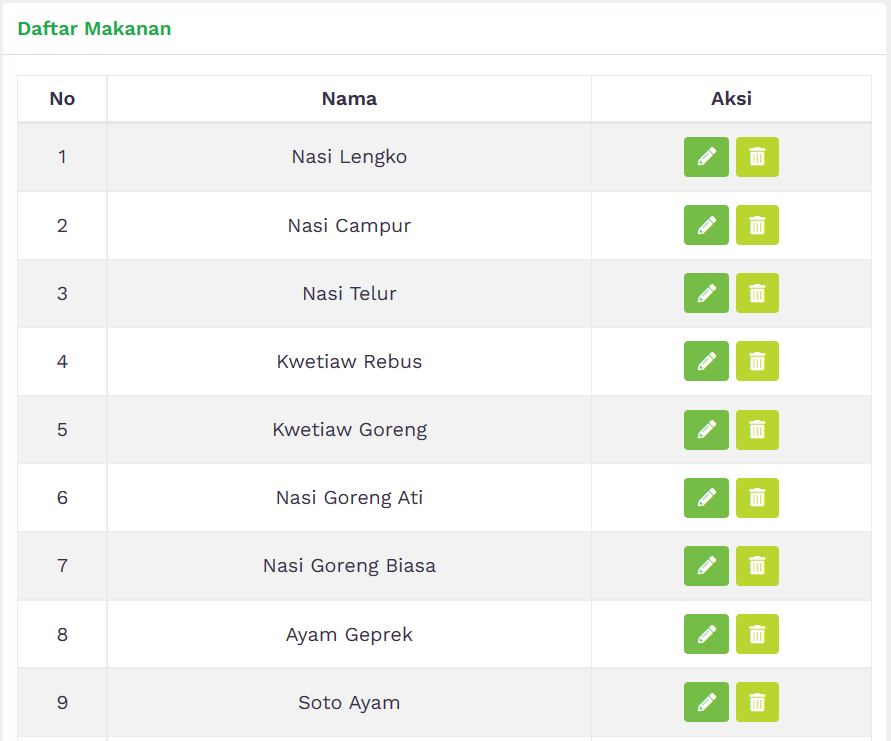 Daftar Makanan
No Nama Aksi
1 Nasi Lengko
2 Nasi Campur
3 Nasi Telur
4 Kwetiaw Rebus
5 Kwetiaw Goreng
6 Nasi Goreng Ati
7 Nasi Goreng Biasa
8 Ayam Geprek
9 Soto Ayam